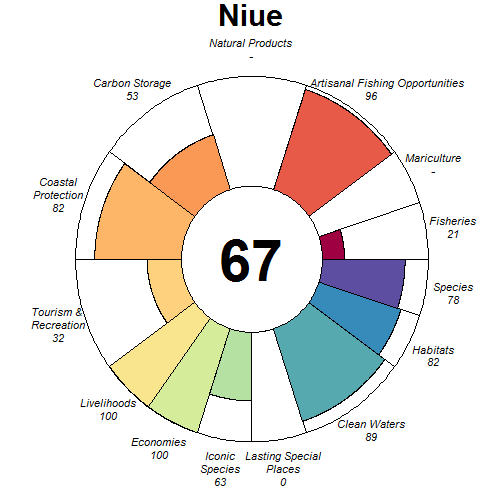 Niue
Natural Products
-
Carbon Storage
53
Artisanal Fishing Opportunities
96
Coastal
Protection
82
Mariculture
-
Fisheries
21
67
Species
78
Tourism &
Recreation
32
Habitats
82
Livelihoods
100
Clean Waters
89
Economies
100
Iconic
Species
63
Lasting Special
Places
0